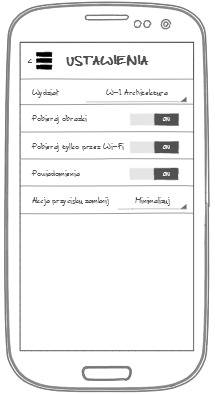 < USTAWIENIA
Wydział W-1 Architektura
Pobieraj obrazki ON
Pobieraj tylko przez Wi-Fi ON
Powiadomienia ON
Akcja przycisku zamknij Minimalizuj